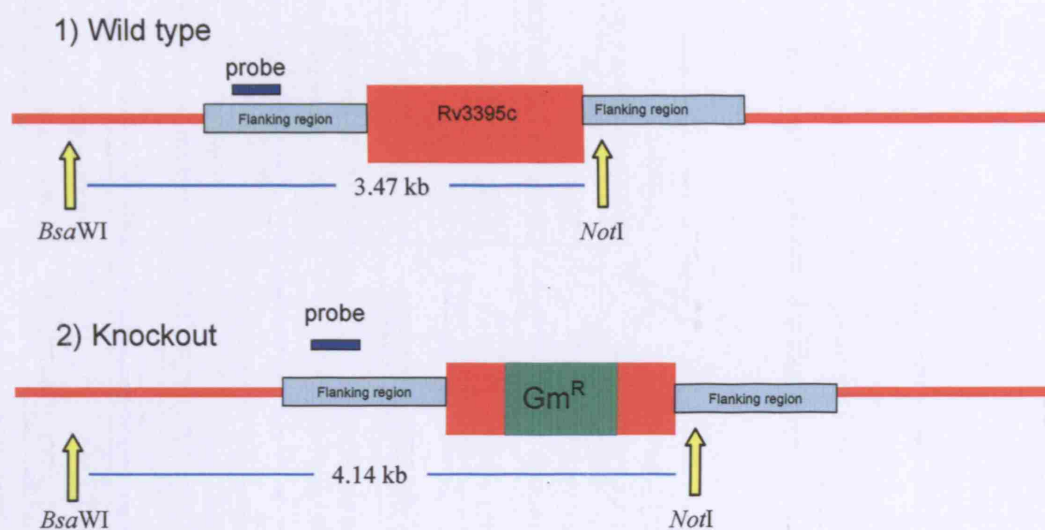 1) Wild type
probe
Flanking region
Rv3395c
Flanking region
3.47 kb
BsaWI
NotI
probe
2) Knockout
Flanking region
Gm^R
Flanking region
4.14 kb
BsaWI
NotI